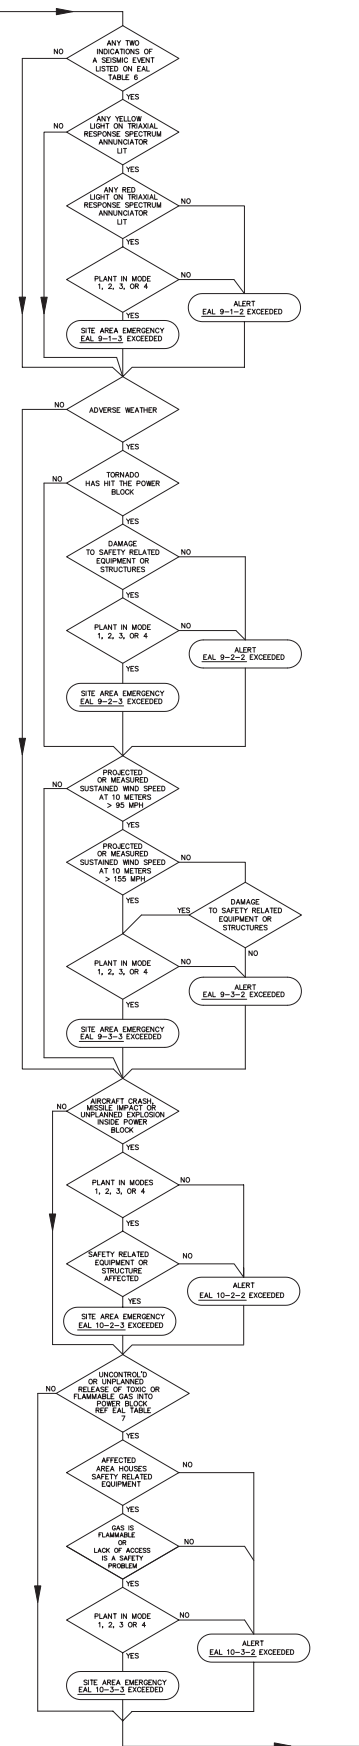 ANY TWO
INDICATIONS OF
A SEISMIC EVENT
LISTED ON EAL
TABLE 6
NO
YES
ANY YELLOW
LIGHT ON TRIAXIAL
RESPONSE SPECTRUM
ANNUNCIATOR
LIT
NO
YES
ANY RED
LIGHT ON TRIAXIAL
RESPONSE SPECTRUM
ANNUNCIATOR
LIT
NO
YES
PLANT IN MODE
1, 2, 3, OR 4
NO
YES
ALERT
EAL 9-1-2 EXCEEDED
SITE AREA EMERGENCY
EAL 9-1-3 EXCEEDED
NO
ADVERSE WEATHER
YES
NO
TORNADO
HAS HIT THE POWER
BLOCK
YES
DAMAGE
TO SAFETY RELATED
EQUIPMENT OR
STRUCTURES
NO
YES
PLANT IN MODE
1, 2, 3, OR 4
NO
YES
ALERT
EAL 9-2-2 EXCEEDED
SITE AREA EMERGENCY
EAL 9-2-3 EXCEEDED
NO
PROJECTED
OR MEASURED
SUSTAINED WIND SPEED
AT 10 METERS
> 95 MPH
YES
PROJECTED
OR MEASURED
SUSTAINED WIND SPEED
AT 10 METERS
> 155 MPH
NO
YES
YES
DAMAGE
TO SAFETY RELATED
EQUIPMENT OR
STRUCTURES
NO
PLANT IN MODE
1, 2, 3, OR 4
NO
YES
ALERT
EAL 9-3-2 EXCEEDED
SITE AREA EMERGENCY
EAL 9-3-3 EXCEEDED
NO
AIRCRAFT CRASH,
MISSILE IMPACT OR
UNPLANNED EXPLOSION
INSIDE POWER
BLOCK
YES
PLANT IN MODES
1, 2, 3, OR 4
NO
YES
SAFETY RELATED
EQUIPMENT OR
STRUCTURE
AFFECTED
NO
YES
ALERT
EAL 10-2-2 EXCEEDED
SITE AREA EMERGENCY
EAL 10-2-3 EXCEEDED
NO
UNCONTROL'D
OR UNPLANNED
RELEASE OF TOXIC OR
FLAMMABLE GAS INTO
POWER BLOCK
REF EAL TABLE
7
YES
AFFECTED
AREA HOUSES
SAFETY RELATED
EQUIPMENT
NO
YES
GAS IS
FLAMMABLE
OR
LACK OF ACCESS
IS A SAFETY
PROBLEM
NO
YES
PLANT IN MODE
1, 2, 3 OR 4
NO
YES
ALERT
EAL 10-3-2 EXCEEDED
SITE AREA EMERGENCY
EAL 10-3-3 EXCEEDED